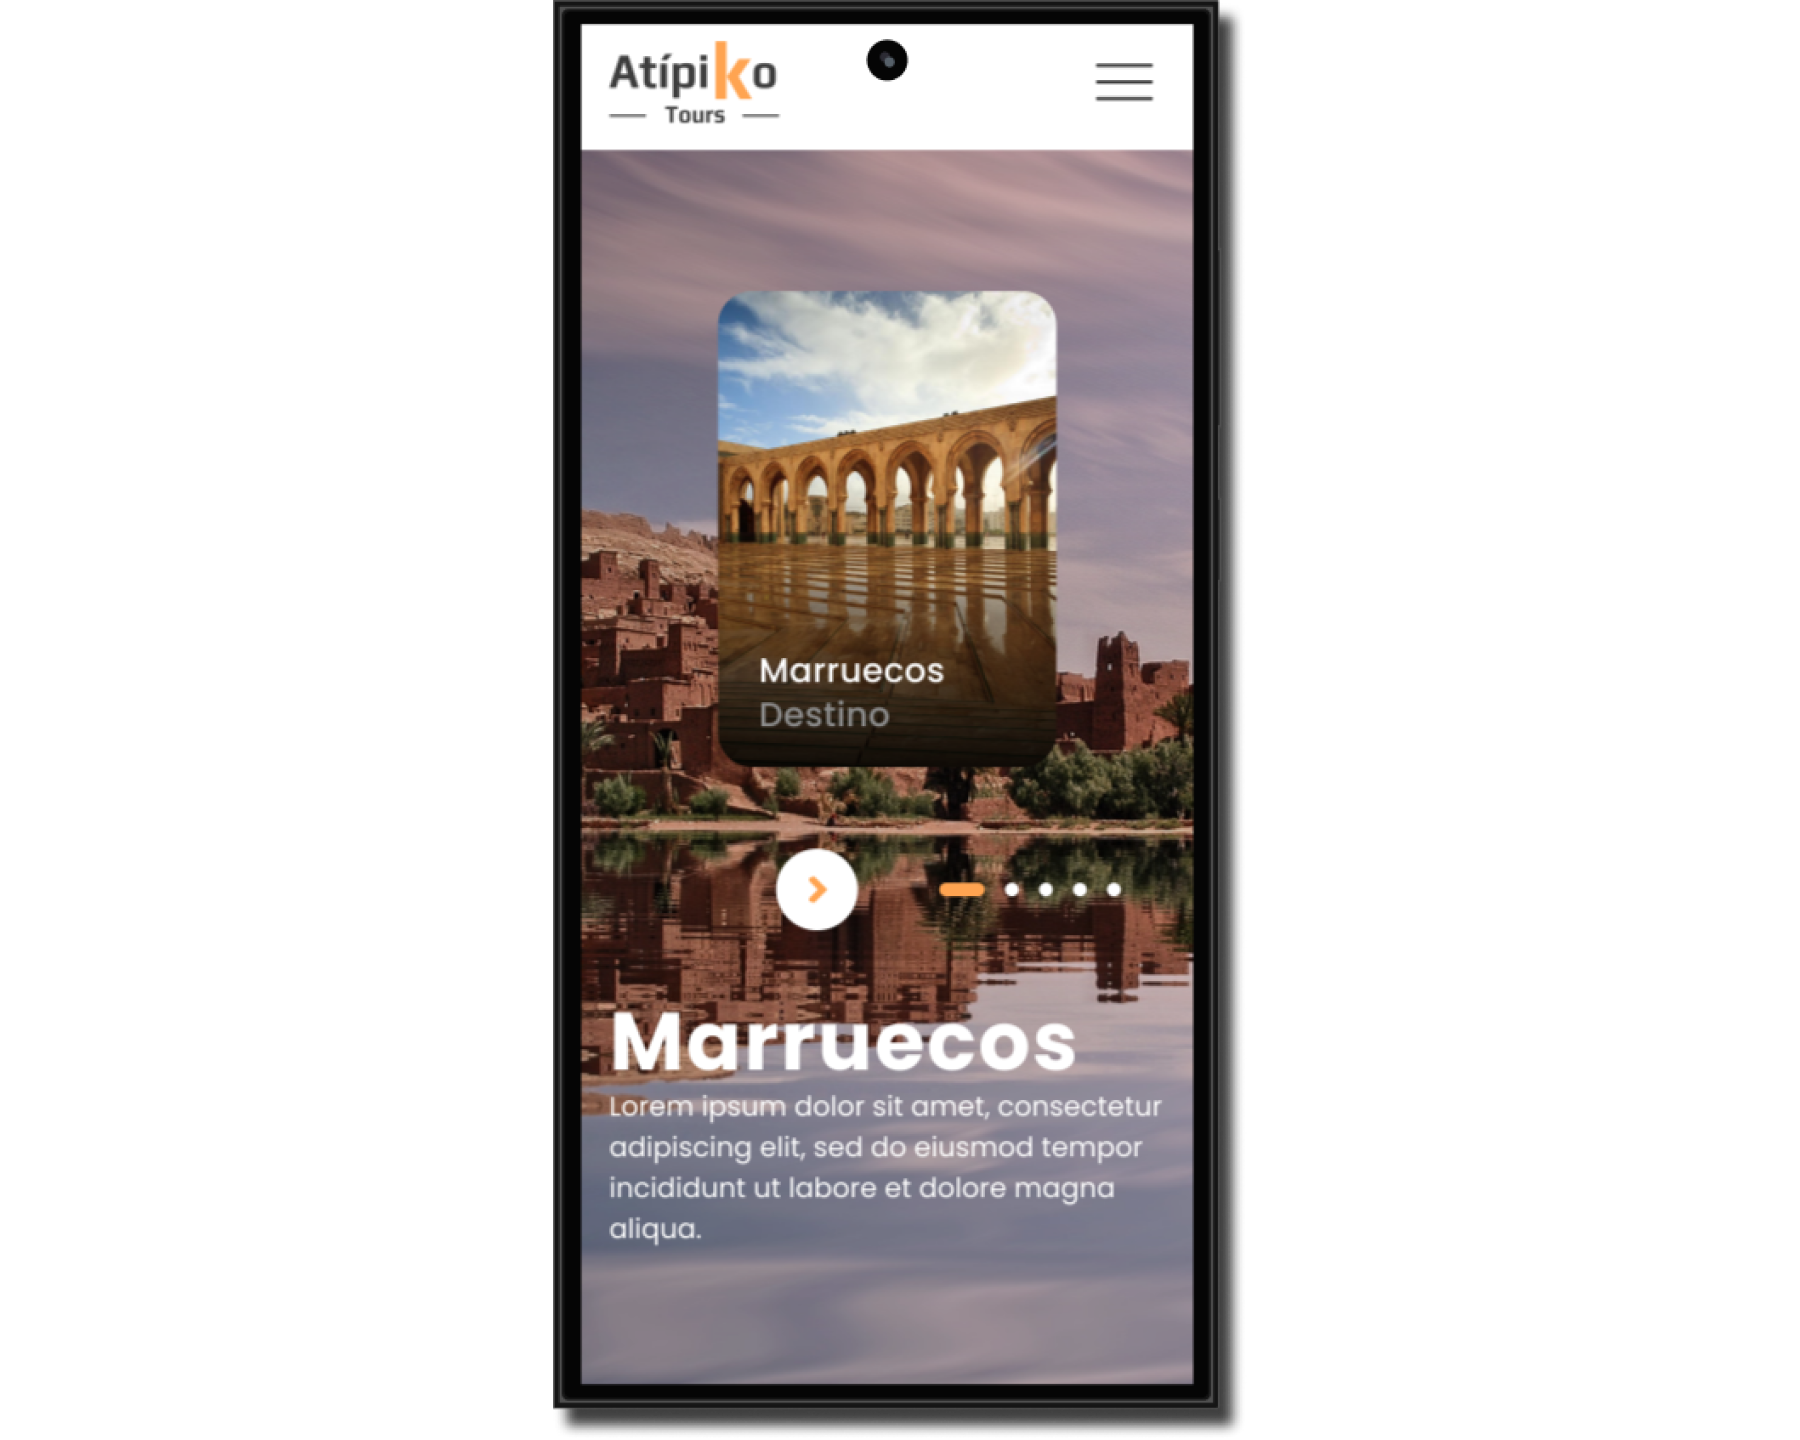 Atípiko
Tours
Marruecos
Destino
Marruecos
Lorem ipsum dolor sit amet, consectetur
adipiscing elit, sed do eiusmod tempor
incididunt ut labore et dolore magna
aliqua.